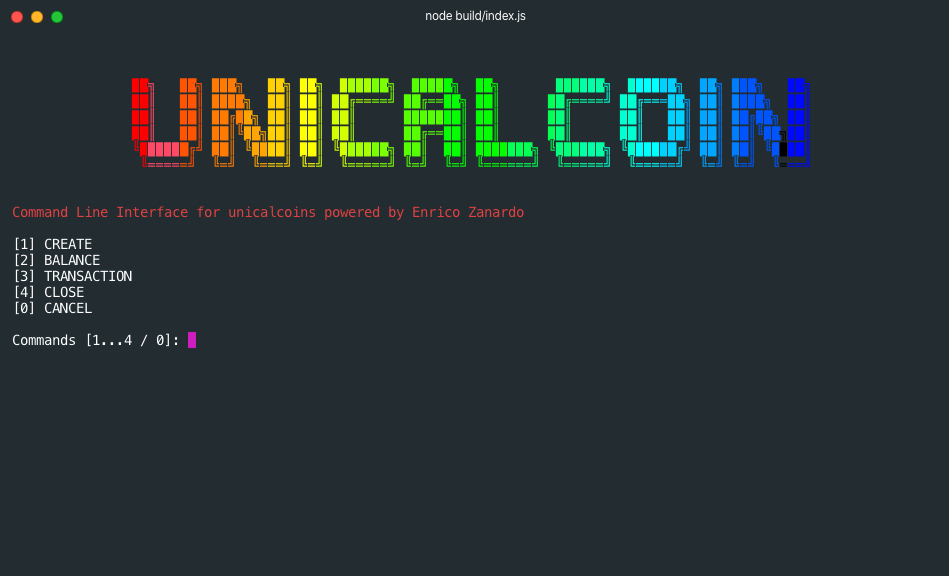 node build/index.js
UNICALCOIN
Command Line Interface for unicalcoins powered by Enrico Zanardo
[1] CREATE
[2] BALANCE
[3] TRANSACTION
[4] CLOSE
[0] CANCEL
Commands [1...4 / 0]: